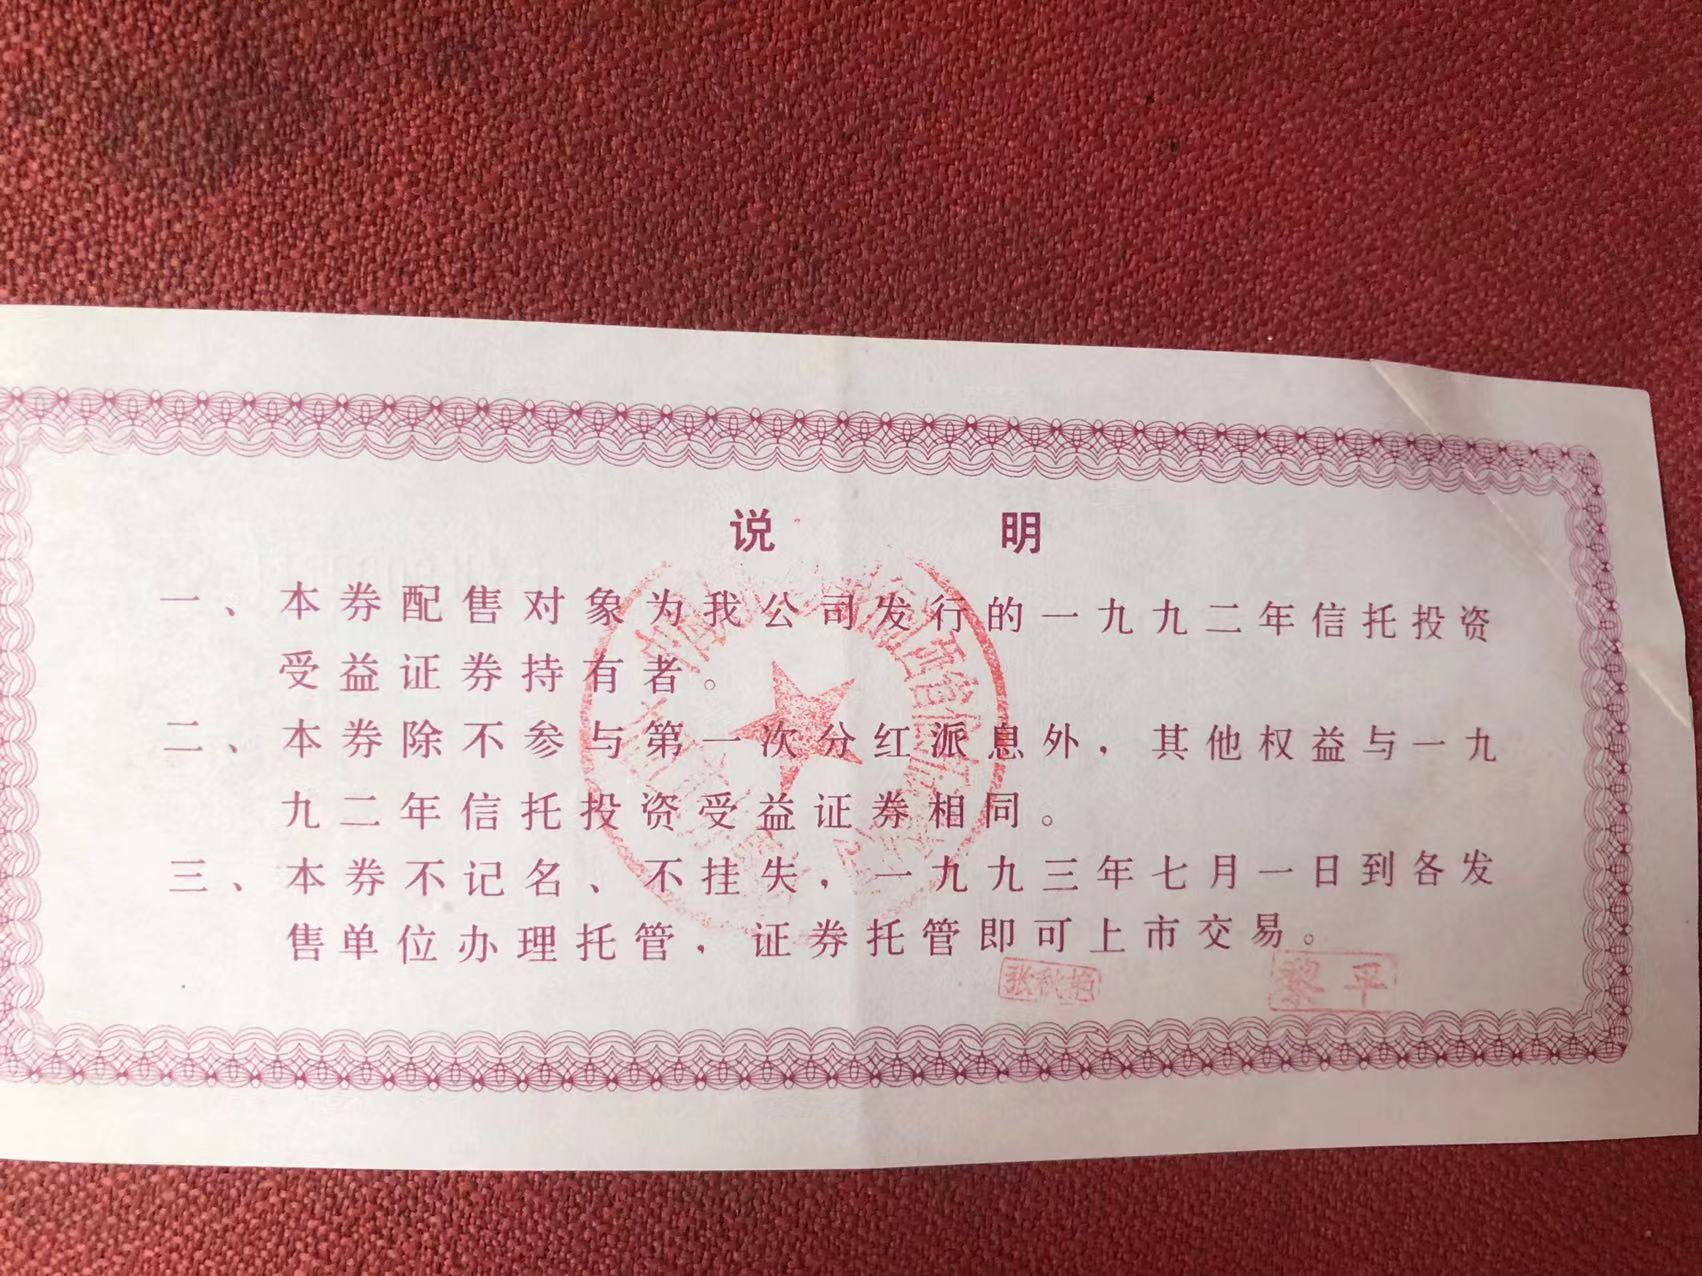 说 明
一、本券配售对象为我公司发行的一九九二年信托投资
受益证券持有者。
二、本券除不参与第一次分红派息外，其他权益与一九
九二年信托投资受益证券相同。
三、本券不记名、不挂失，一九九三年七月一日到各发
售单位办理托管，证券托管即可上市交易。
张秋艳 黎平